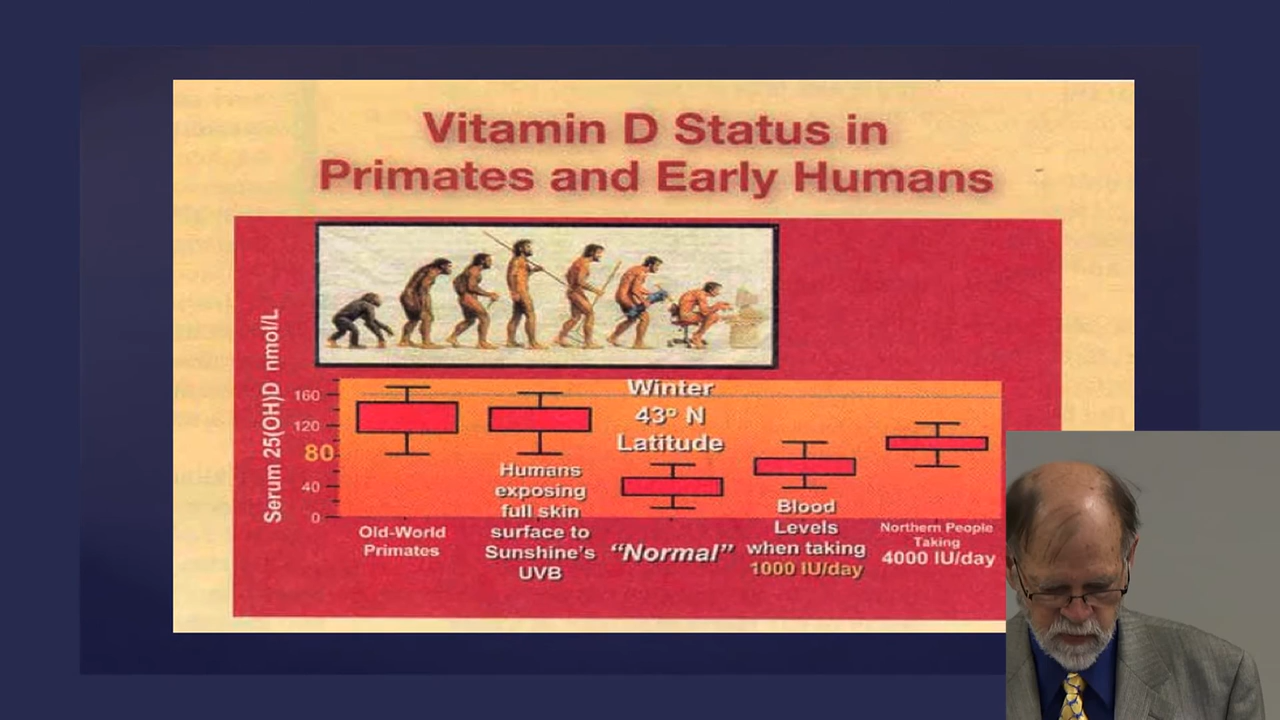 Vitamin D Status in
Primates and Early Humans
Serum 25(OH)D nmol/L
160
120
80
40
0
Winter
43º N
Latitude
Old-World
Primates
Humans
exposing
full skin
surface to
Sunshine's
UVB
"Normal"
Blood
Levels
when taking
1000 IU/day
Northern People
Taking
4000 IU/day